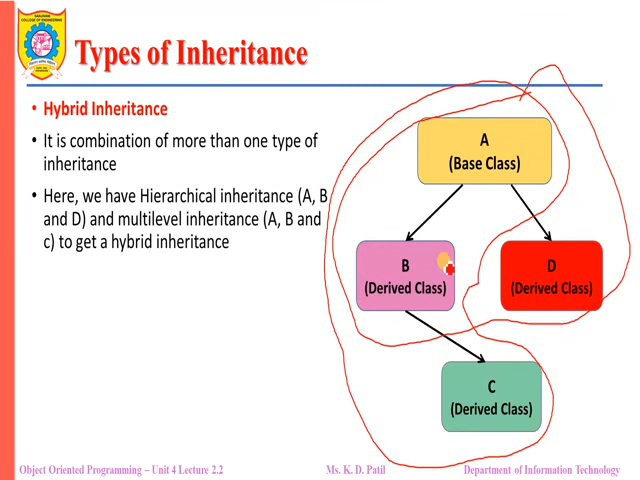 Types of Inheritance
• Hybrid Inheritance
• It is combination of more than one type of
inheritance
• Here, we have Hierarchical inheritance (A, B
and D) and multilevel inheritance (A, B and
c) to get a hybrid inheritance
A
(Base Class)
B
(Derived Class)
D
(Derived Class)
C
(Derived Class)
Object Oriented Programming – Unit 4 Lecture 2.2
Ms. K. D. Patil
Department of Information Technology